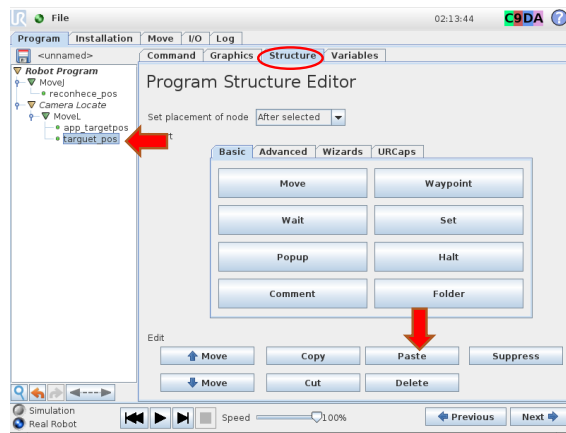 File 02:13:44 C9DA ?
Program Installation Move I/O Log
<unnamed> Command Graphics Structure Variables
Robot Program
MoveJ
reconhece_pos
Camera Locate
MoveL
app_targetpos
targuet_pos
Program Structure Editor
Set placement of node After selected
Basic Advanced Wizards URCaps
Move Waypoint
Wait Set
Popup Halt
Comment Folder
Edit
Move Copy Paste Suppress
Move Cut Delete
Simulation
Real Robot
Speed 100% Previous Next